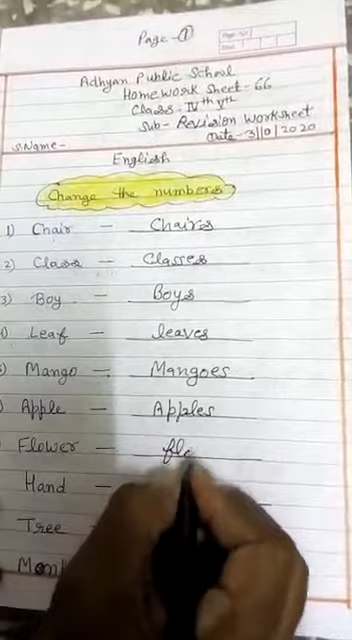 Page-①
Adhyan Public School
Homework Sheet-66
Class-IVth Vth
Sub- Revision Worksheet
Date-3/10/2020
S.Name-
English
Change the numbers
1) Chair - Chairs
2) Class - Classes
3) Boy - Boys
Leaf - leaves
Mango - Mangoes
Apple - Apples
Flower - flo
Hand -
Tree